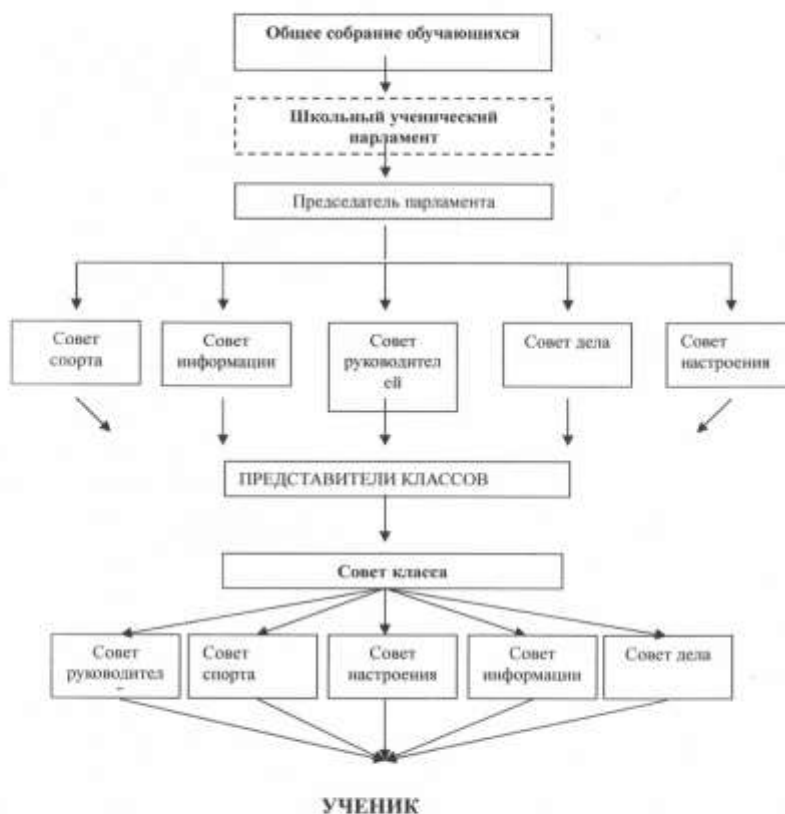 Общее собрание обучающихся
Школьный ученический
парламент
Председатель парламента
Совет
спорта
Совет
информации
Совет
руководител
ей
Совет дела
Совет
настроения
ПРЕДСТАВИТЕЛИ КЛАССОВ
Совет класса
Совет
руководител
Совет
спорта
Совет
настроения
Совет
информации
Совет дела
УЧЕНИК